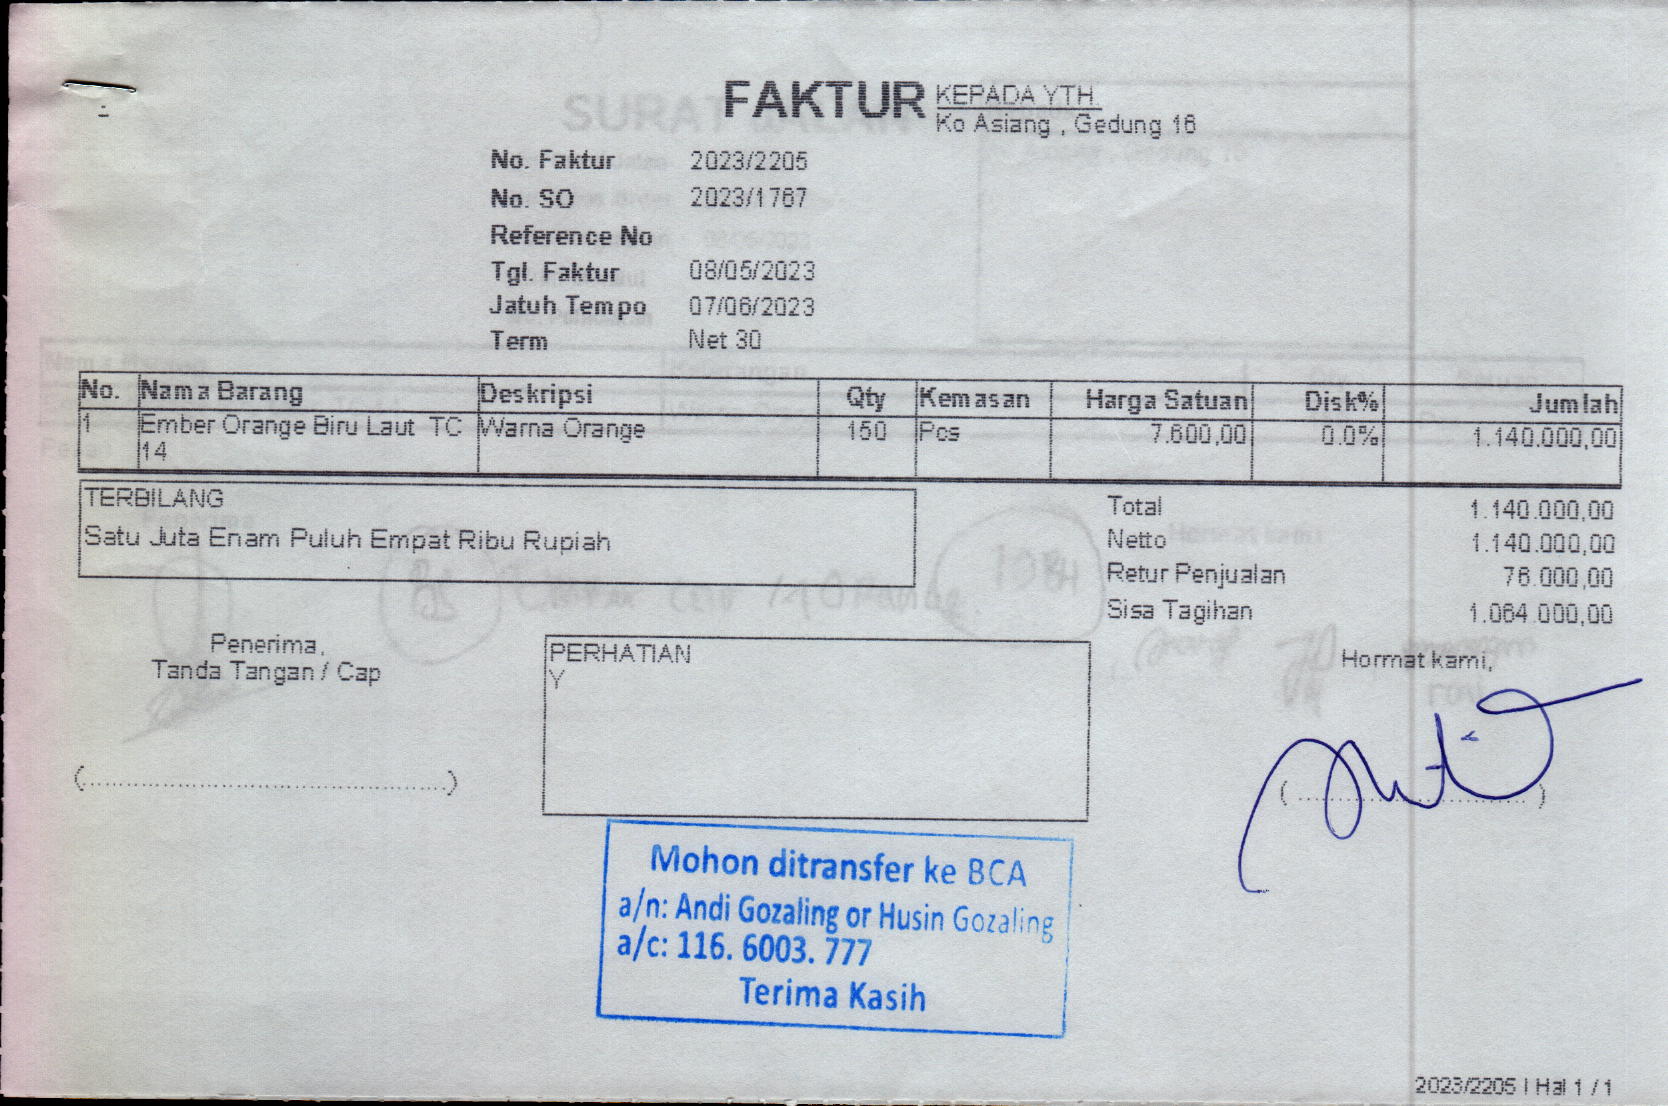 FAKTUR
KEPADA YTH.
Ko Asiang , Gedung 16
No. Faktur 2023/2205
No. SO 2023/1767
Reference No
Tgl. Faktur 08/05/2023
Jatuh Tempo 07/06/2023
Term Net 30
No. Nama Barang Deskripsi Qty Kemasan Harga Satuan Disk% Jumlah
1 Ember Orange Biru Laut TC Warna Orange 150 Pcs 7.600,00 0.0% 1.140.000,00
14
TERBILANG
Satu Juta Enam Puluh Empat Ribu Rupiah
Total 1.140.000,00
Netto 1.140.000,00
Retur Penjualan 76.000,00
Sisa Tagihan 1.064.000,00
Penerima,
Tanda Tangan / Cap
PERHATIAN
Y
Hormat kami,
(..................................................)
(..................................)
Mohon ditransfer ke BCA
a/n: Andi Gozaling or Husin Gozaling
a/c: 116. 6003. 777
Terima Kasih
2023/2205 | Hal 1 / 1